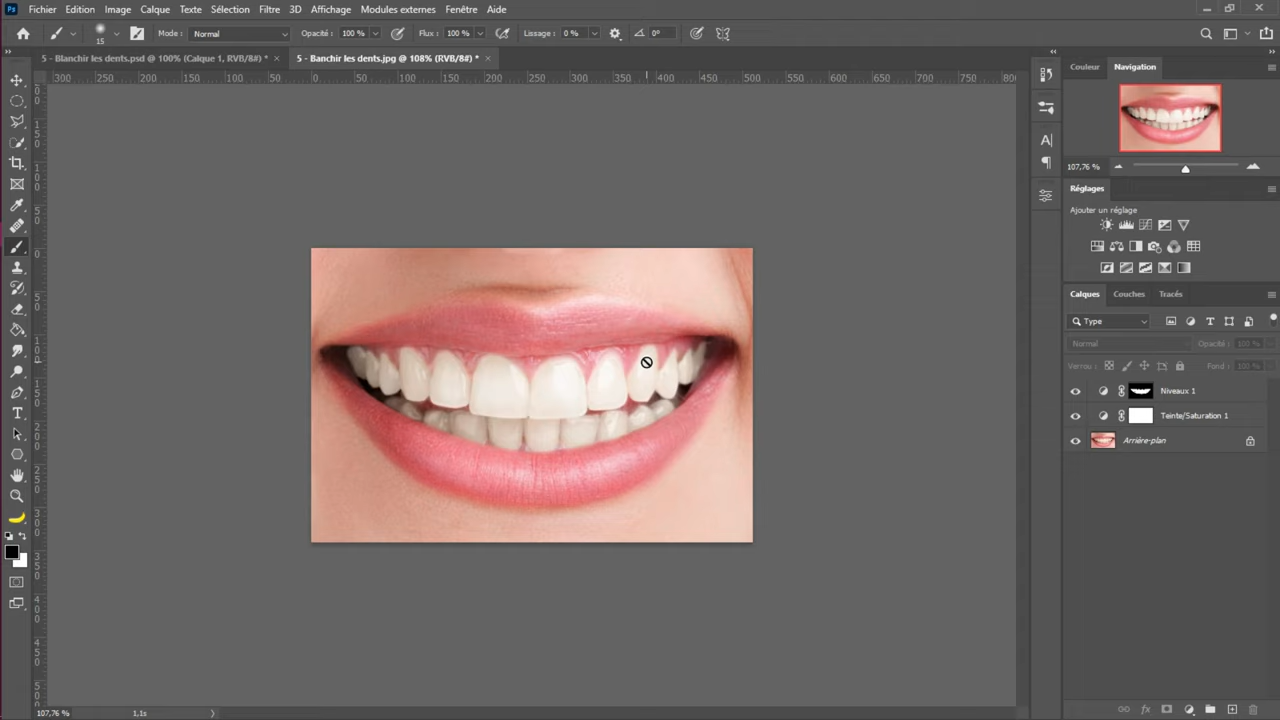 Ps Fichier Edition Image Calque Texte Sélection Filtre 3D Affichage Modules externes Fenêtre Aide
15 Mode : Normal Opacité : 100 % Flux : 100 % Lissage : 0 % 0°
5 - Blanchir les dents.psd @ 100% (Calque 1, RVB/8#) * × 5 - Banchir les dents.jpg @ 108% (RVB/8#) * ×
300 250 200 150 100 50 0 50 100 150 200 250 300 350 400 450 500 550 600 650 700 750 800
Couleur Navigation
107,76 %
Réglages
Ajouter un réglage
Calques Couches Tracés
Type
Normal Opacité : 100 %
Verrou : Fond : 100 %
Niveaux 1
Teinte/Saturation 1
Arrière-plan
107,76 % 1,1s